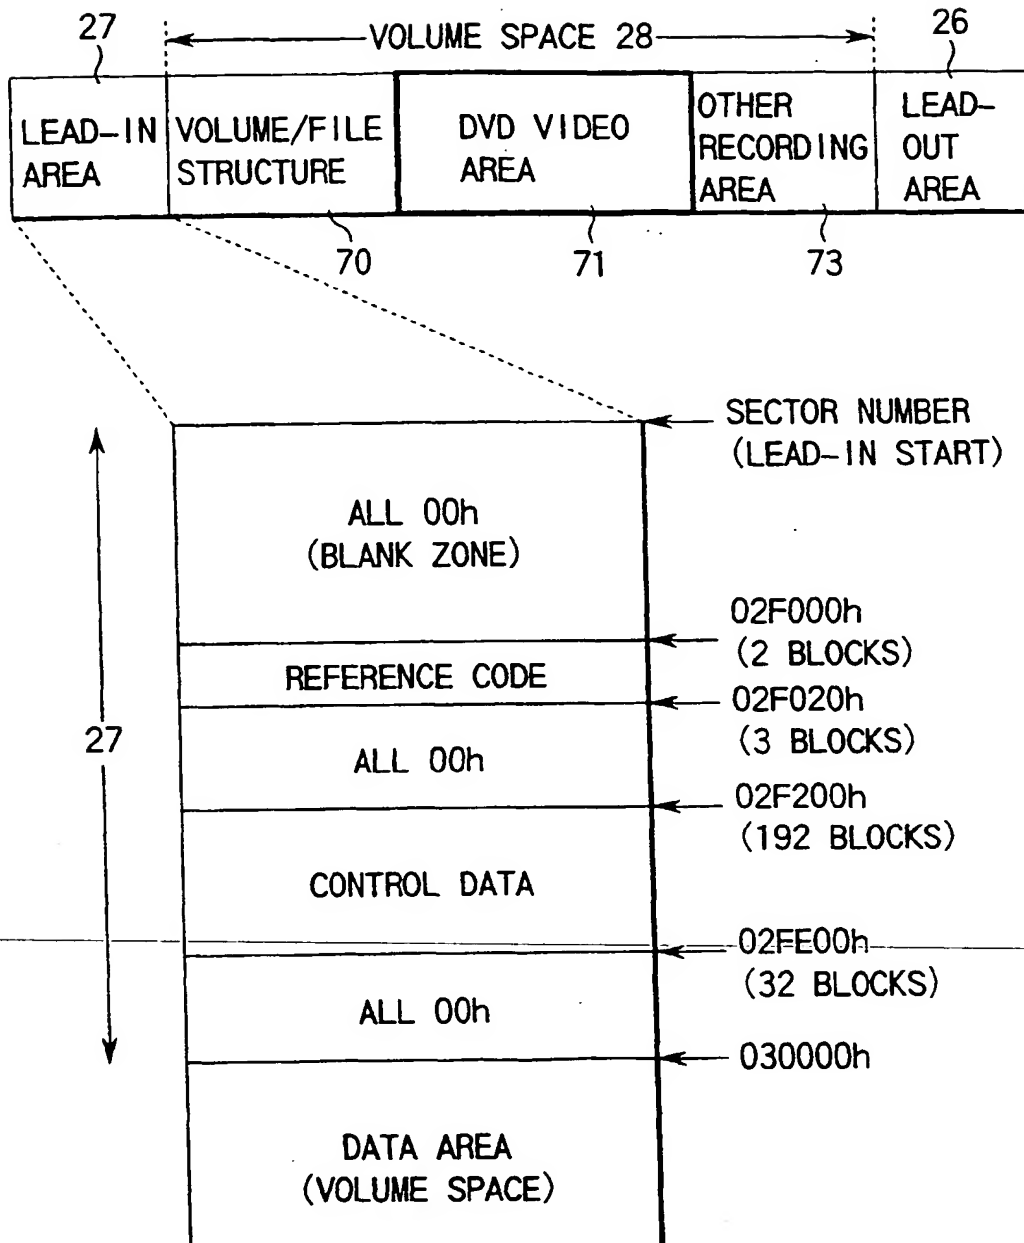 27
VOLUME SPACE 28
26
LEAD-IN
AREA
VOLUME/FILE
STRUCTURE
DVD VIDEO
AREA
OTHER
RECORDING
AREA
LEAD-
OUT
AREA
70
71
73
SECTOR NUMBER
(LEAD-IN START)
ALL 00h
(BLANK ZONE)
02F000h
(2 BLOCKS)
REFERENCE CODE
02F020h
(3 BLOCKS)
27
ALL 00h
02F200h
(192 BLOCKS)
CONTROL DATA
02FE00h
(32 BLOCKS)
ALL 00h
030000h
DATA AREA
(VOLUME SPACE)